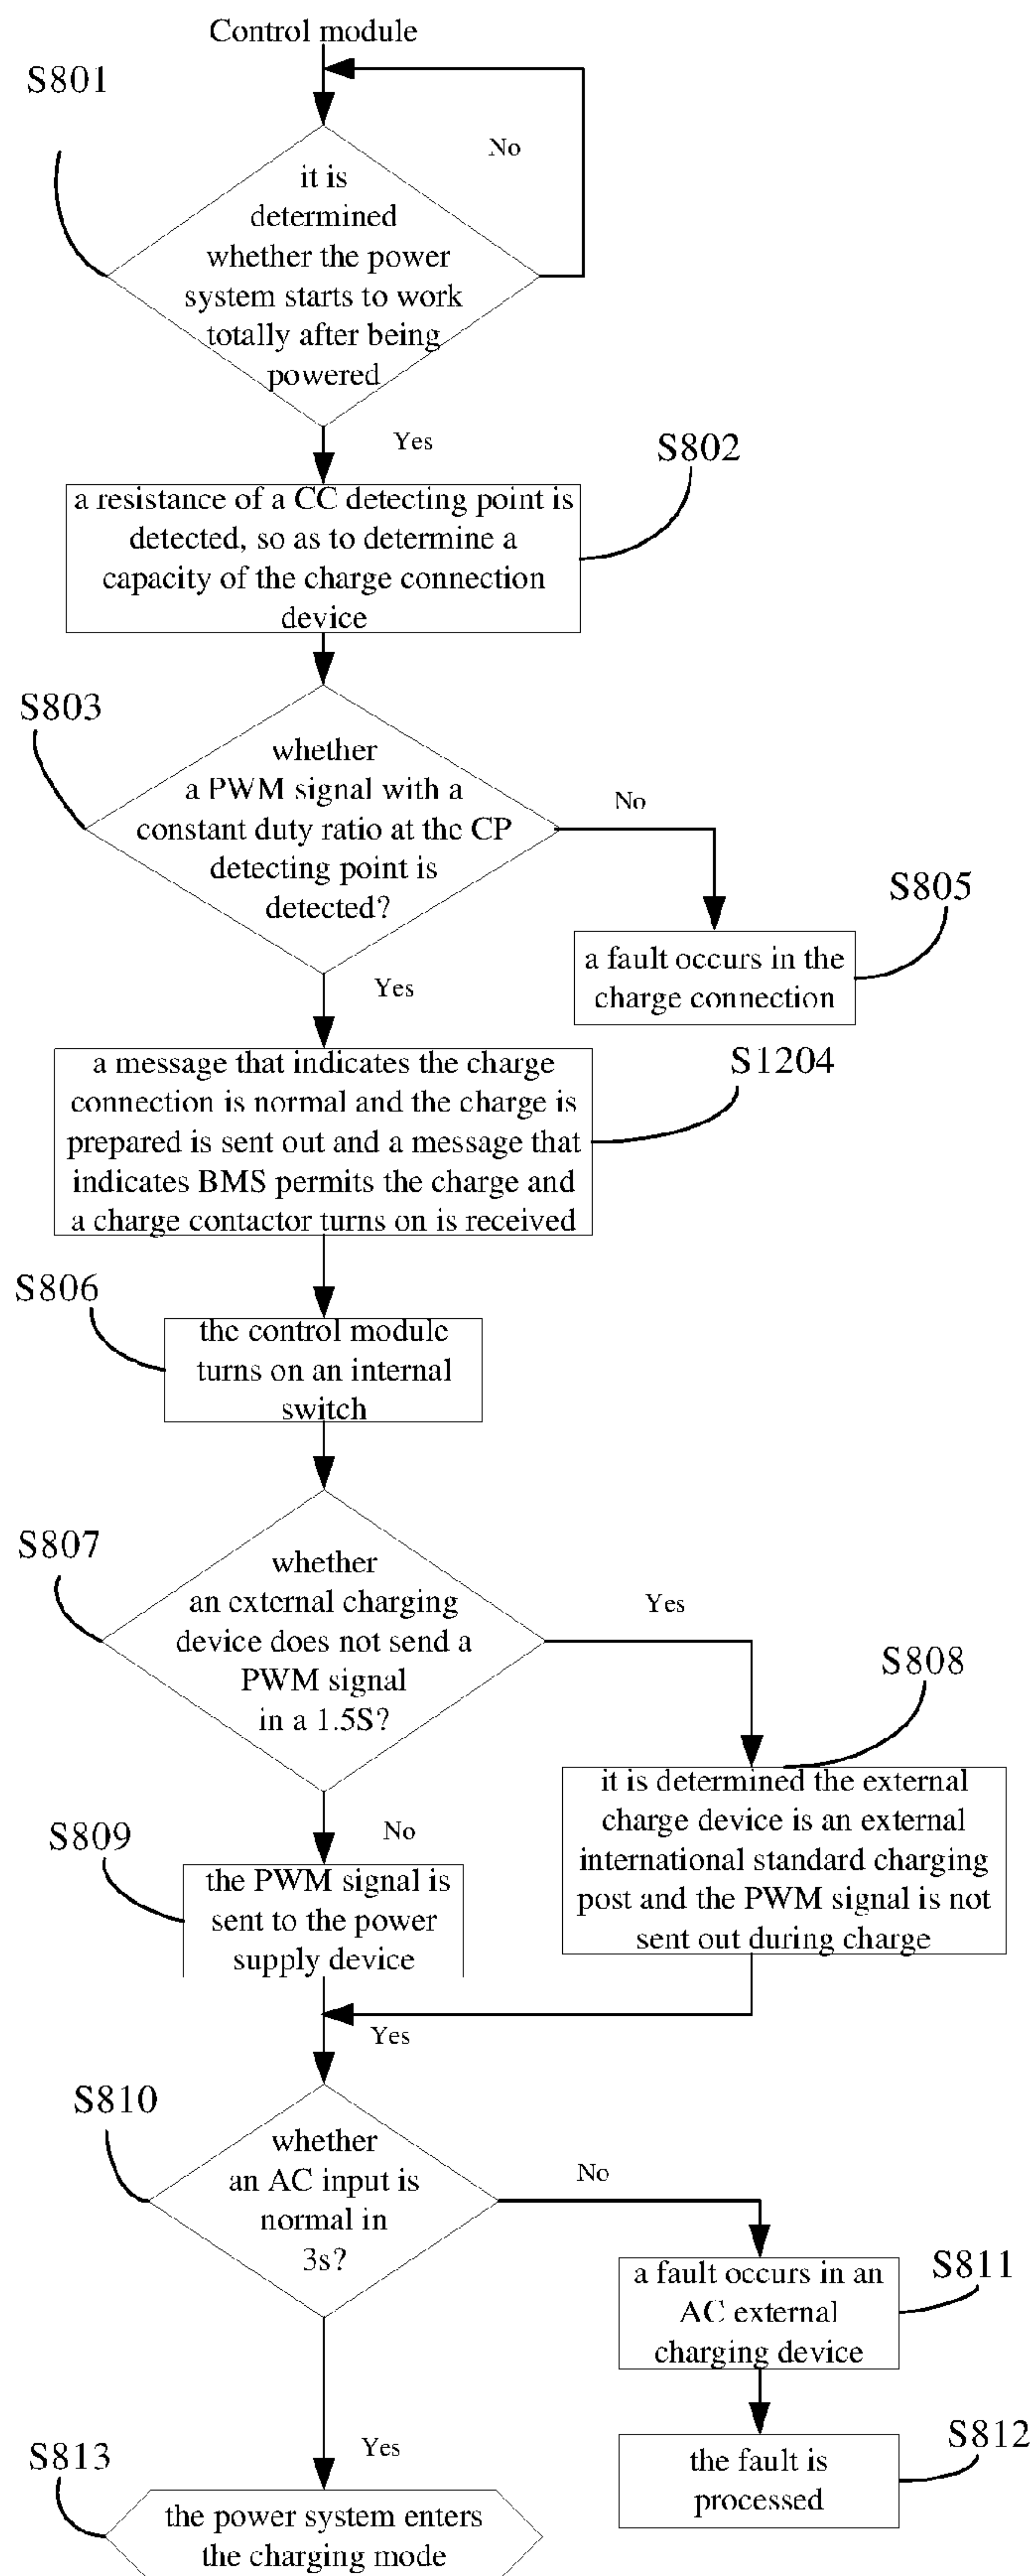 Control module
S801
No
it is
determined
whether the power
system starts to work
totally after being
powered
Yes
S802
a resistance of a CC detecting point is
detected, so as to determine a
capacity of the charge connection
device
S803
whether
a PWM signal with a
constant duty ratio at the CP
detecting point is
detected?
No
S805
a fault occurs in the
charge connection
Yes
S1204
a message that indicates the charge
connection is normal and the charge is
prepared is sent out and a message that
indicates BMS permits the charge and
a charge contactor turns on is received
S806
the control module
turns on an internal
switch
S807
whether
an external charging
device does not send a
PWM signal
in a 1.5S?
Yes
S808
it is determined the external
charge device is an external
international standard charging
post and the PWM signal is not
sent out during charge
No
S809
the PWM signal is
sent to the power
supply device
Yes
S810
whether
an AC input is
normal in
3s?
No
S811
a fault occurs in an
AC external
charging device
S812
the fault is
processed
Yes
S813
the power system enters
the charging mode